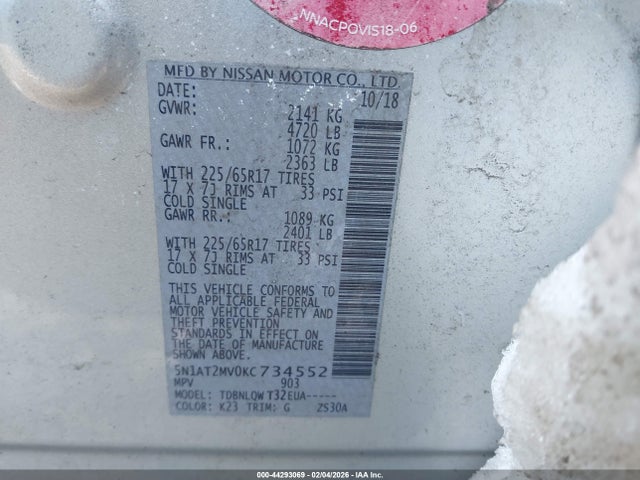 NNACPOVIS18-06
MFD BY NISSAN MOTOR CO., LTD.
DATE: 10/18
GVWR: 2141 KG
4720 LB
GAWR FR.: 1072 KG
2363 LB
WITH 225/65R17 TIRES
17 X 7J RIMS AT 33 PSI
COLD SINGLE
GAWR RR.: 1089 KG
2401 LB
WITH 225/65R17 TIRES
17 X 7J RIMS AT 33 PSI
COLD SINGLE
THIS VEHICLE CONFORMS TO
ALL APPLICABLE FEDERAL
MOTOR VEHICLE SAFETY AND
THEFT PREVENTION
STANDARDS IN EFFECT ON
THE DATE OF MANUFACTURE
SHOWN ABOVE.
5N1AT2MV0KC734552
MPV 903
MODEL: TDBNLQWT32EUA-----
COLOR: K23 TRIM: G ZS30A
000-44293069 - 02/04/2026 - IAA Inc.